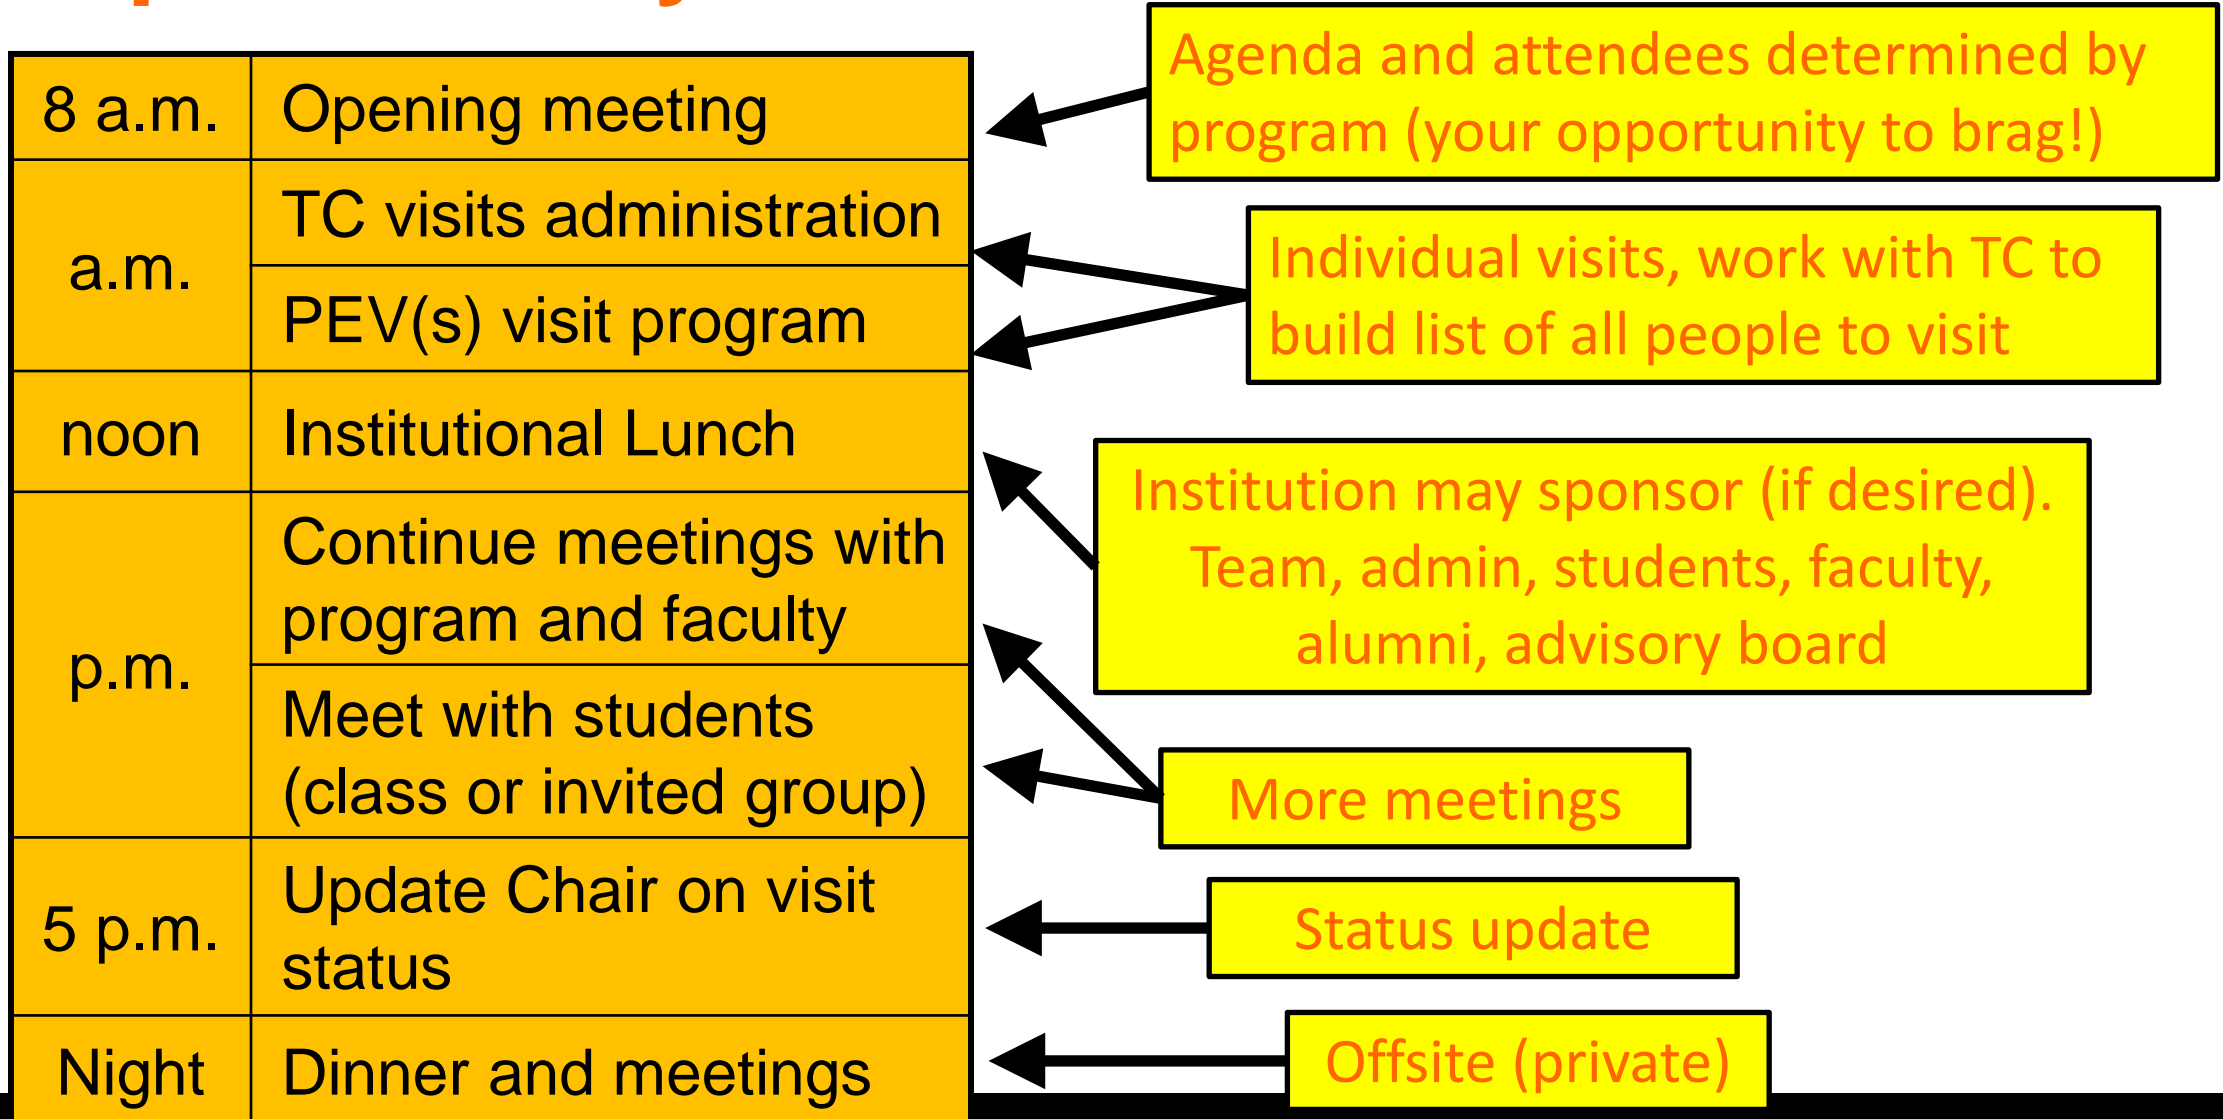 8 a.m.
Opening meeting
Agenda and attendees determined by
program (your opportunity to brag!)
a.m.
TC visits administration
PEV(s) visit program
Individual visits, work with TC to
build list of all people to visit
noon
Institutional Lunch
Institution may sponsor (if desired).
Team, admin, students, faculty,
alumni, advisory board
p.m.
Continue meetings with
program and faculty
Meet with students
(class or invited group)
More meetings
5 p.m.
Update Chair on visit
status
Status update
Night
Dinner and meetings
Offsite (private)